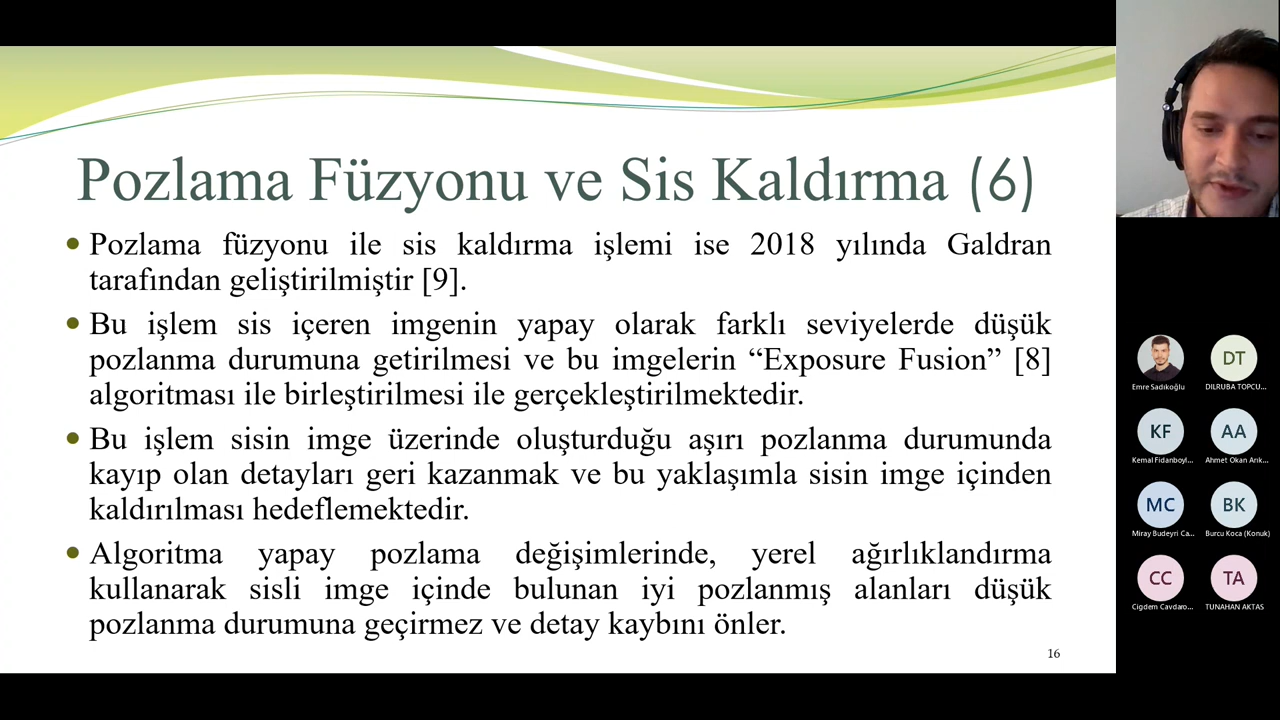 Pozlama Füzyonu ve Sis Kaldırma (6)
Pozlama füzyonu ile sis kaldırma işlemi ise 2018 yılında Galdran
tarafından geliştirilmiştir [9].
Bu işlem sis içeren imgenin yapay olarak farklı seviyelerde düşük
pozlanma durumuna getirilmesi ve bu imgelerin “Exposure Fusion” [8]
algoritması ile birleştirilmesi ile gerçekleştirilmektedir.
Bu işlem sisin imge üzerinde oluşturduğu aşırı pozlanma durumunda
kayıp olan detayları geri kazanmak ve bu yaklaşımla sisin imge içinden
kaldırılması hedeflemektedir.
Algoritma yapay pozlama değişimlerinde, yerel ağırlıklandırma
kullanarak sisli imge içinde bulunan iyi pozlanmış alanları düşük
pozlanma durumuna geçirmez ve detay kaybını önler.
16
Emre Sadıkoğlu
DT
DILRUBA TOPCU...
KF
Kemal Fidanboyl...
AA
Ahmet Okan Arık...
MC
Miray Budeyri Ca...
BK
Burcu Koca (Konuk)
CC
Cigdem Cavdaro...
TA
TUNAHAN AKTAS